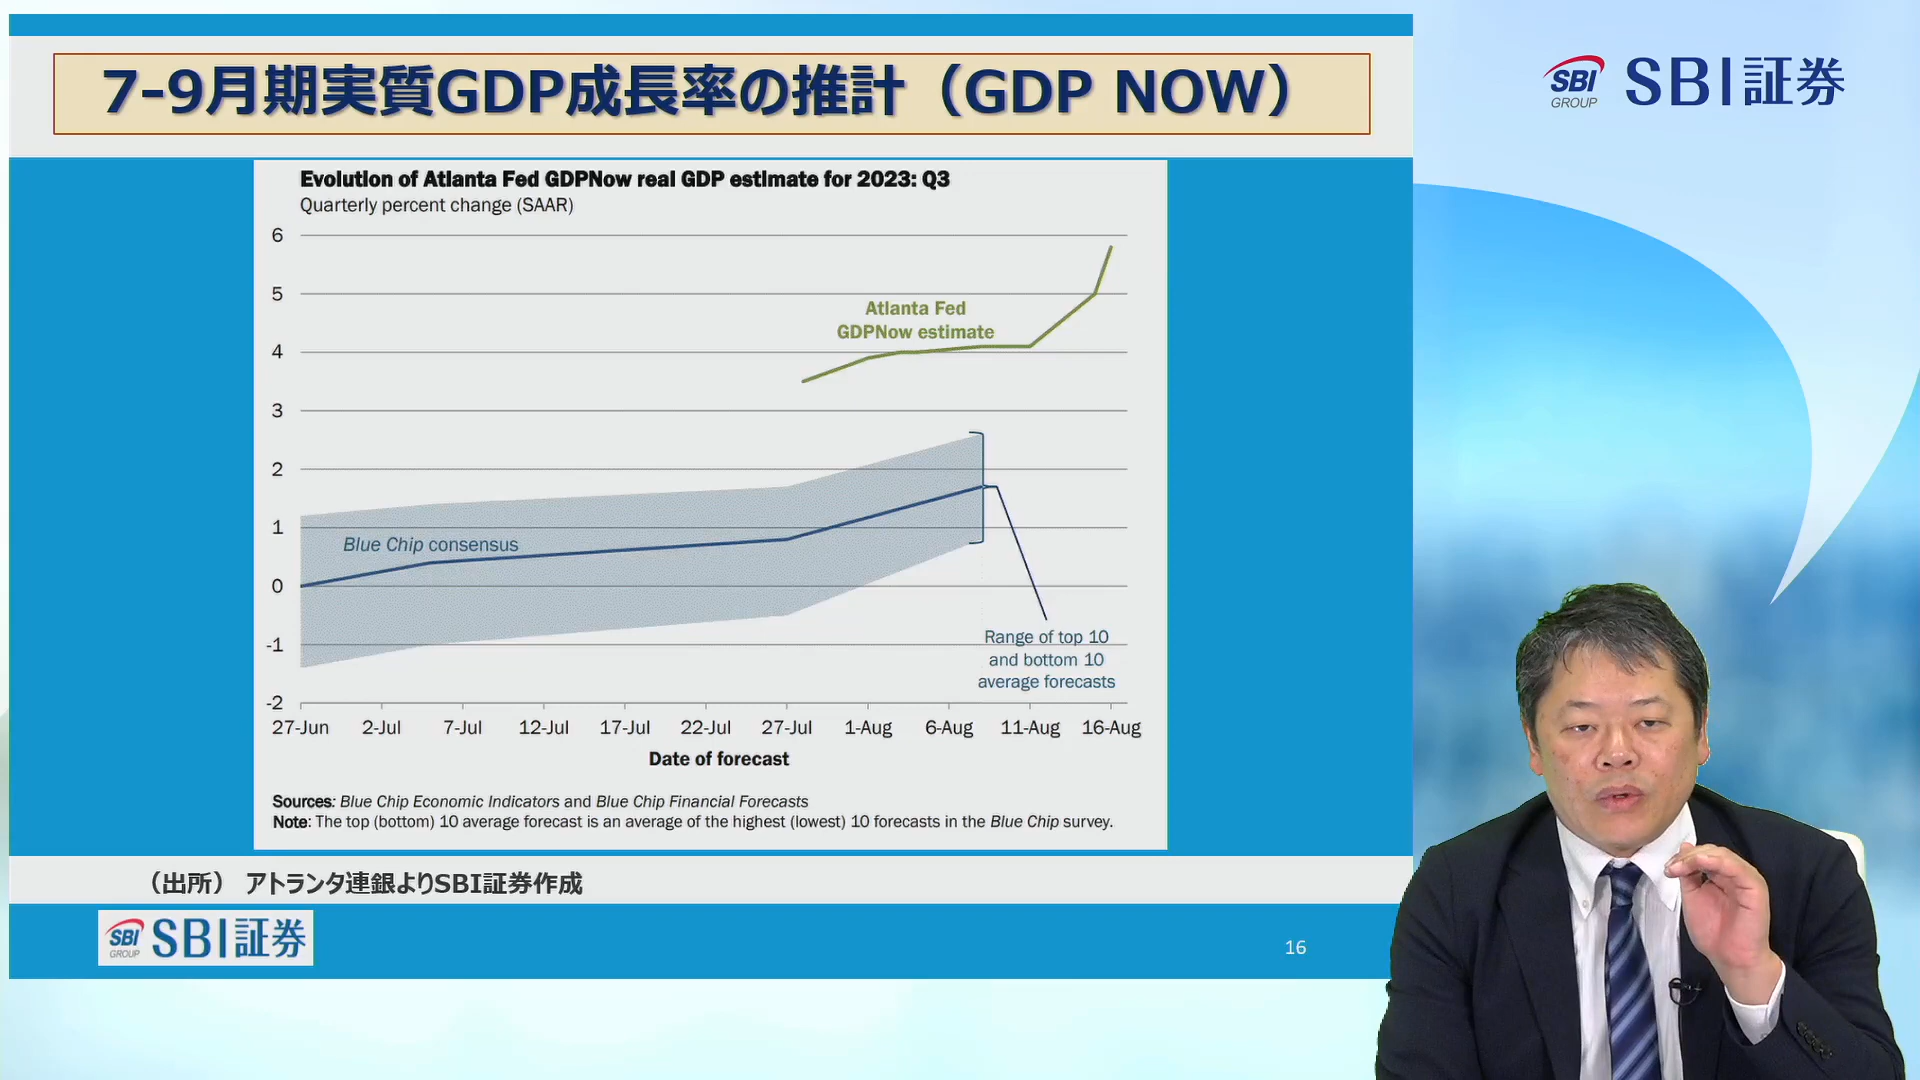 7-9月期実質GDP成長率の推計（GDP NOW）
SBI GROUP SBI証券
Evolution of Atlanta Fed GDPNow real GDP estimate for 2023: Q3
Quarterly percent change (SAAR)
6
5
4
3
2
1
0
-1
-2
Atlanta Fed
GDPNow estimate
Blue Chip consensus
Range of top 10
and bottom 10
average forecasts
27-Jun 2-Jul 7-Jul 12-Jul 17-Jul 22-Jul 27-Jul 1-Aug 6-Aug 11-Aug 16-Aug
Date of forecast
Sources: Blue Chip Economic Indicators and Blue Chip Financial Forecasts
Note: The top (bottom) 10 average forecast is an average of the highest (lowest) 10 forecasts in the Blue Chip survey.
（出所） アトランタ連銀よりSBI証券作成
SBI GROUP SBI証券
16